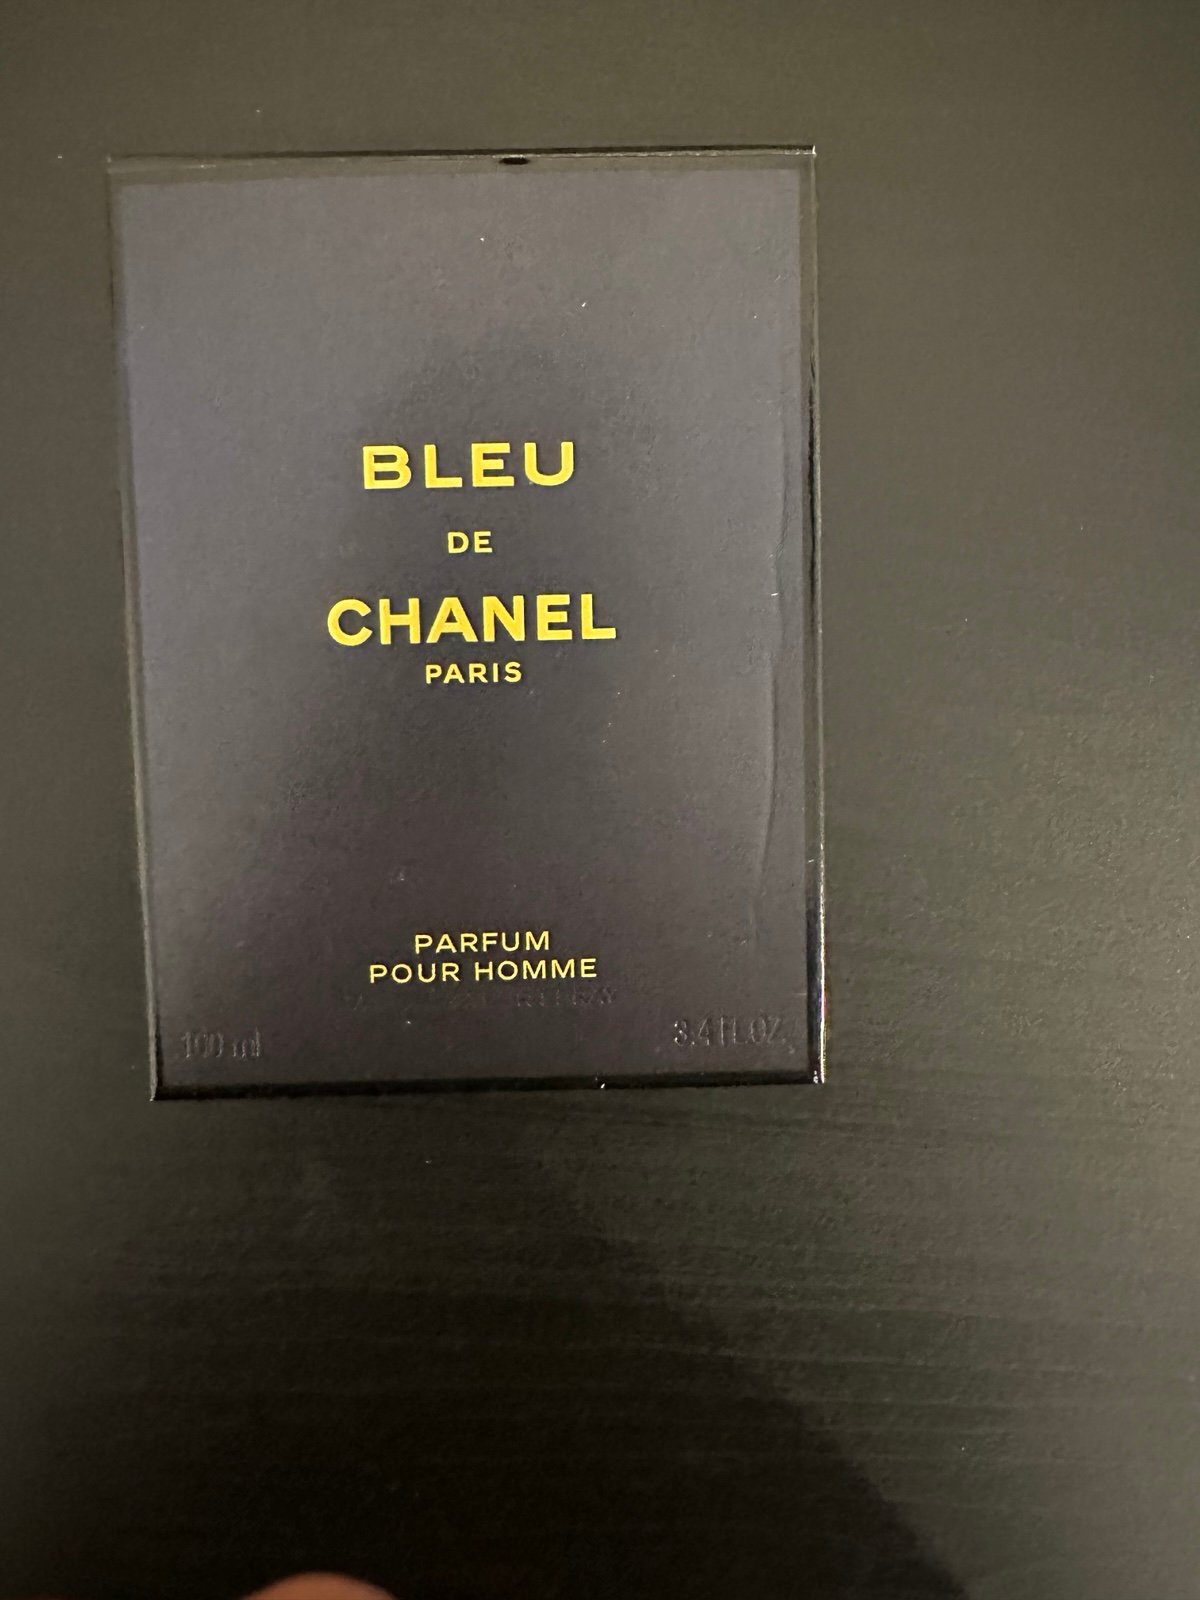 BLEU
DE
CHANEL
PARIS
PARFUM
POUR HOMME
100 ml
3.4 FL.OZ.